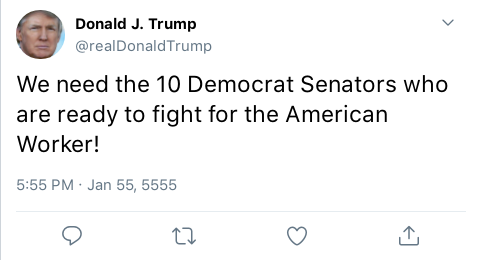 Donald J. Trump
@realDonaldTrump
We need the 10 Democrat Senators who
are ready to fight for the American
Worker!
5:55 PM · Jan 55, 5555